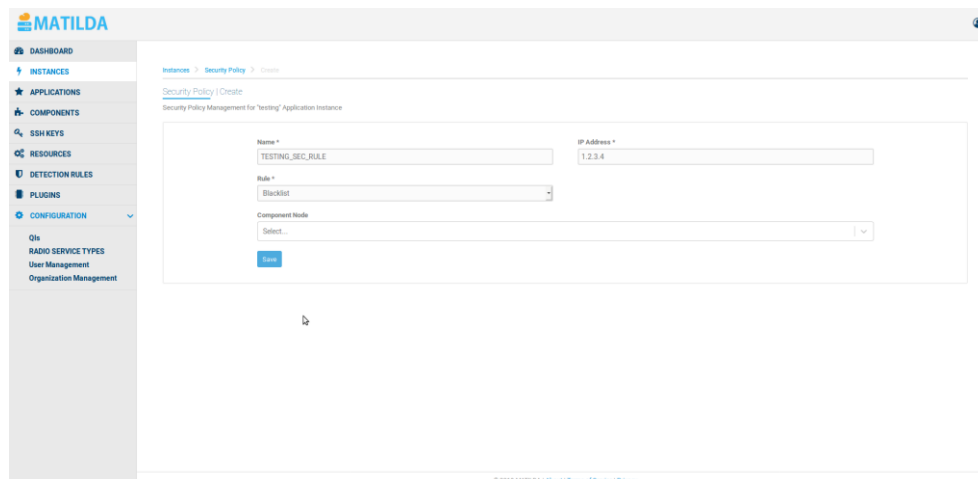 MATILDA
DASHBOARD
INSTANCES
APPLICATIONS
COMPONENTS
SSH KEYS
RESOURCES
DETECTION RULES
PLUGINS
CONFIGURATION
QIs
RADIO SERVICE TYPES
User Management
Organization Management
Instances > Security Policy > Create
Security Policy | Create
Security Policy Management for "testing" Application Instance
Name * IP Address *
TESTING_SEC_RULE 1.2.3.4
Rule *
Blacklist
Component Node
Select...
Save